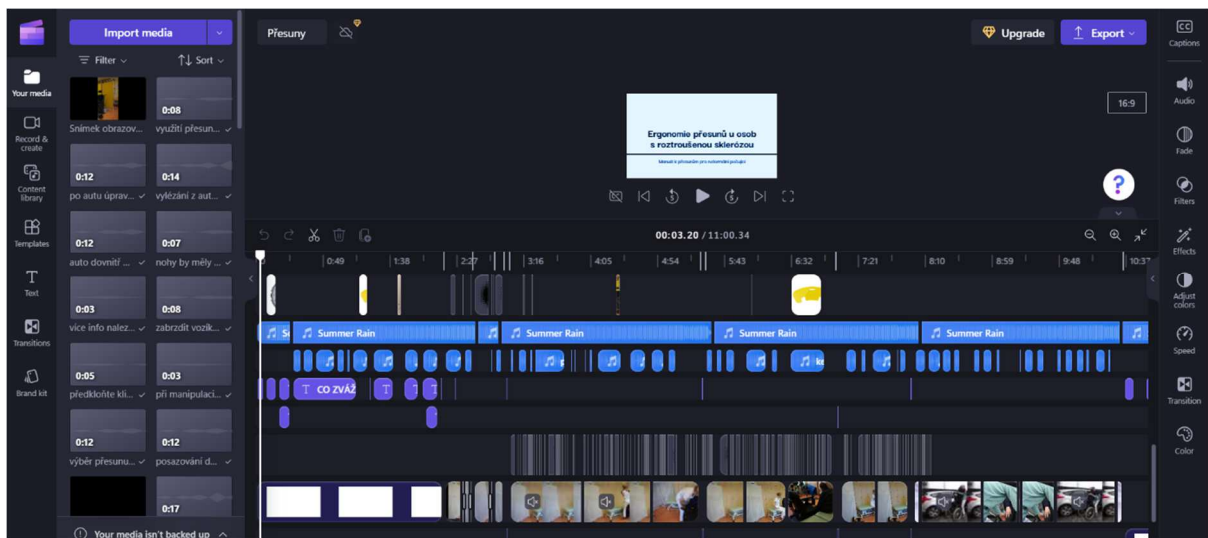 Import media
Filter
Sort
Your media
Record & create
Content library
Templates
Text
Transitions
Brand kit
Snímek obrazov...
0:08
využití přesun...
0:12
po autu úprav...
0:14
vylézání z aut...
0:12
auto dovnitř ...
0:07
nohy by měly ...
0:03
více info nalez...
0:08
zabrzdit vozík...
0:05
předkloňte kli...
0:03
při manipulaci...
0:12
výběr přesunu...
0:12
posazování d...
0:17
Your media isn't backed up
Přesuny
Upgrade
Export
Ergonomie přesunů u osob
s roztroušenou sklerózou
16:9
?
00:03.20 / 11:00.34
0:49 1:38 2:27 3:16 4:05 4:54 5:43 6:32 7:21 8:10 8:59 9:48 10:37
Summer Rain
Summer Rain
Summer Rain
Summer Rain
T CO ZVÁŽ
T
CC
Captions
Audio
Fade
Filters
Effects
Adjust colors
Speed
Transition
Color